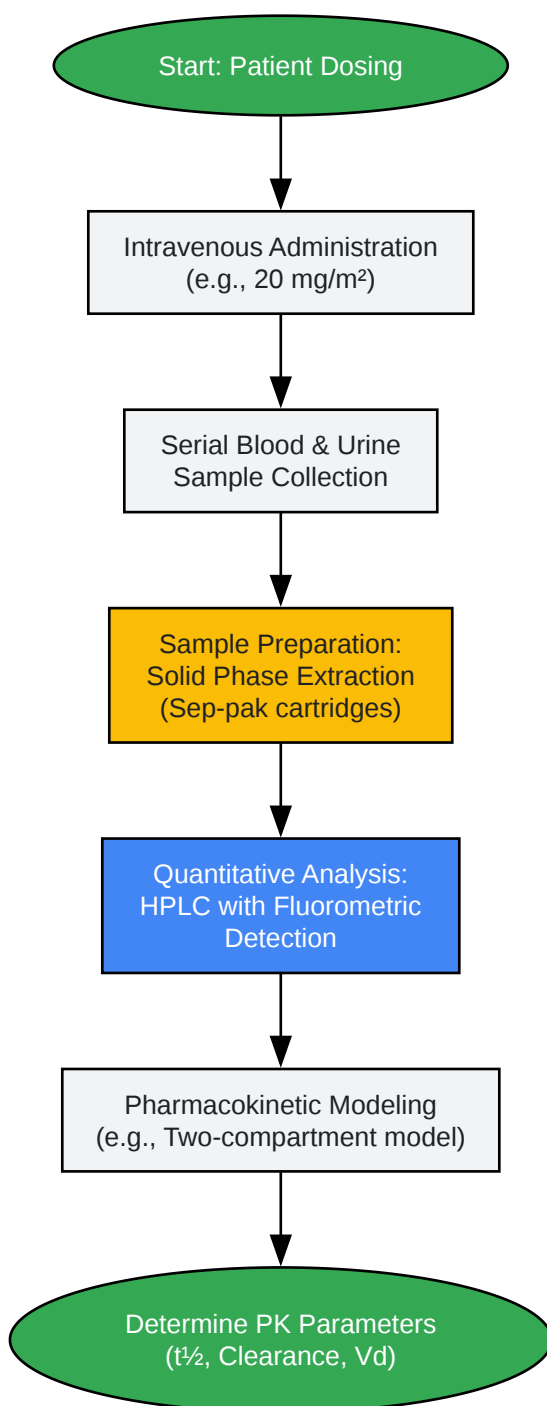 Start: Patient Dosing
Intravenous Administration
(e.g., 20 mg/m²)
Serial Blood & Urine
Sample Collection
Sample Preparation:
Solid Phase Extraction
(Sep-pak cartridges)
Quantitative Analysis:
HPLC with Fluorometric
Detection
Pharmacokinetic Modeling
(e.g., Two-compartment model)
Determine PK Parameters
(t½, Clearance, Vd)